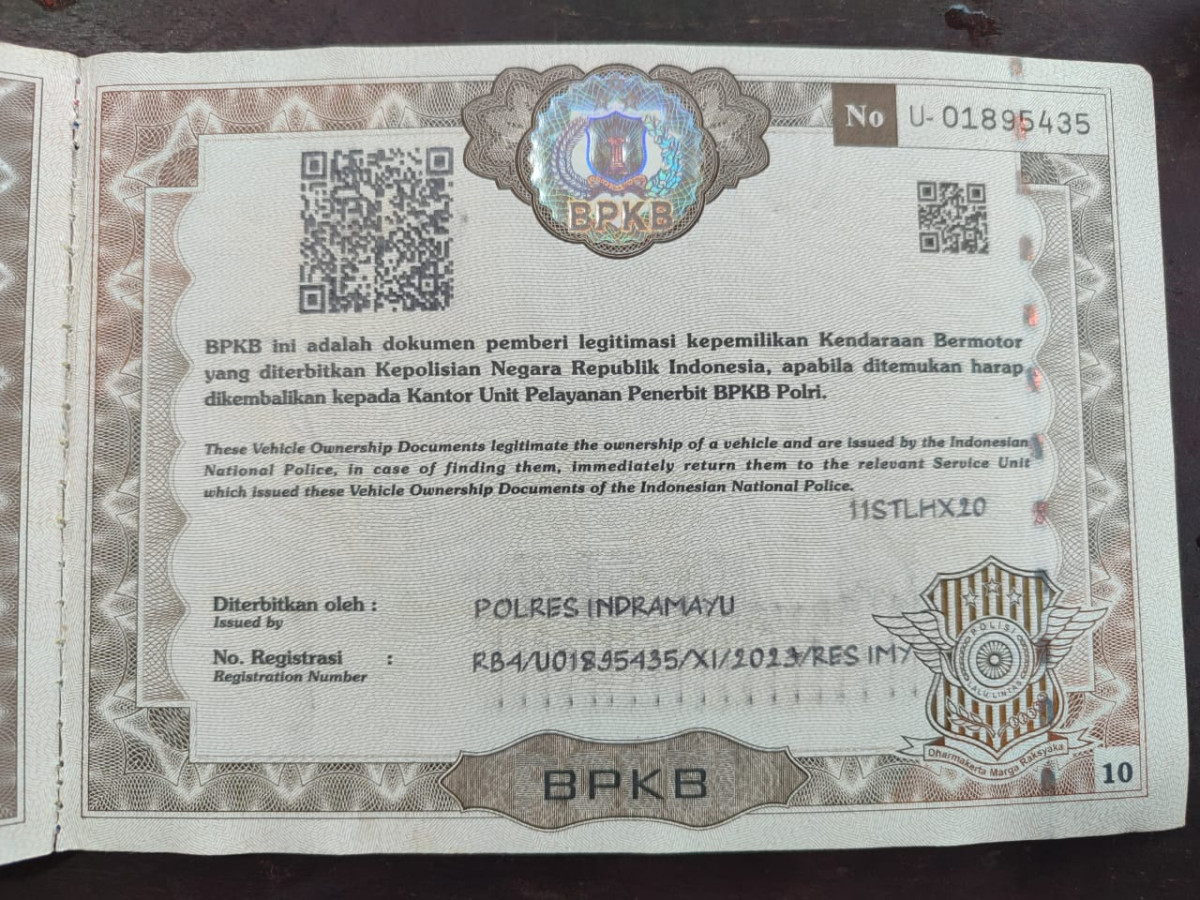 BPKB
No U- 01895435
BPKB ini adalah dokumen pemberi legitimasi kepemilikan Kendaraan Bermotor
yang diterbitkan Kepolisian Negara Republik Indonesia, apabila ditemukan harap
dikembalikan kepada Kantor Unit Pelayanan Penerbit BPKB Polri.
These Vehicle Ownership Documents legitimate the ownership of a vehicle and are issued by the Indonesian
National Police, in case of finding them, immediately return them to the relevant Service Unit
which issued these Vehicle Ownership Documents of the Indonesian National Police.
11STLHX20
Diterbitkan oleh : POLRES INDRAMAYU
Issued by
No. Registrasi : RB4/U01895435/XI/2023/RES IMY
Registration Number
POLISI
LALU LINTAS
Dharmakerta Marga Raksyaka
BPKB
10